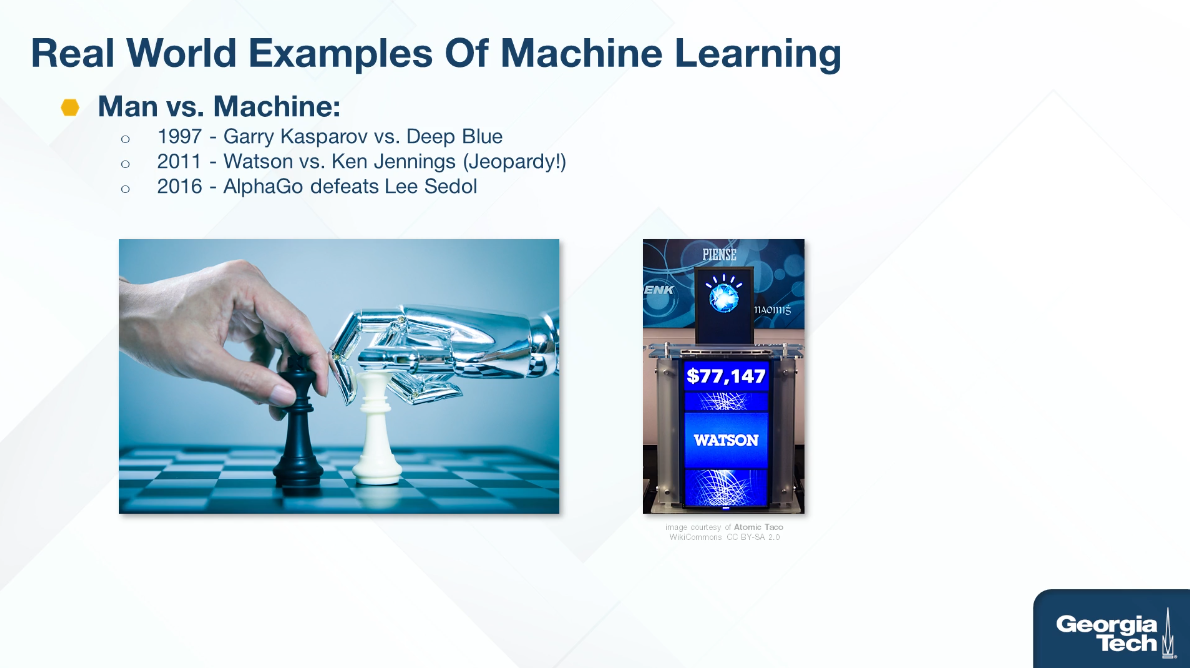 Real World Examples Of Machine Learning
Man vs. Machine:
1997 - Garry Kasparov vs. Deep Blue
2011 - Watson vs. Ken Jennings (Jeopardy!)
2016 - AlphaGo defeats Lee Sedol
PIENSE
ENK
$77,147
WATSON
image courtesy of Atomic Taco
WikiCommons CC BY-SA 2.0
Georgia
Tech